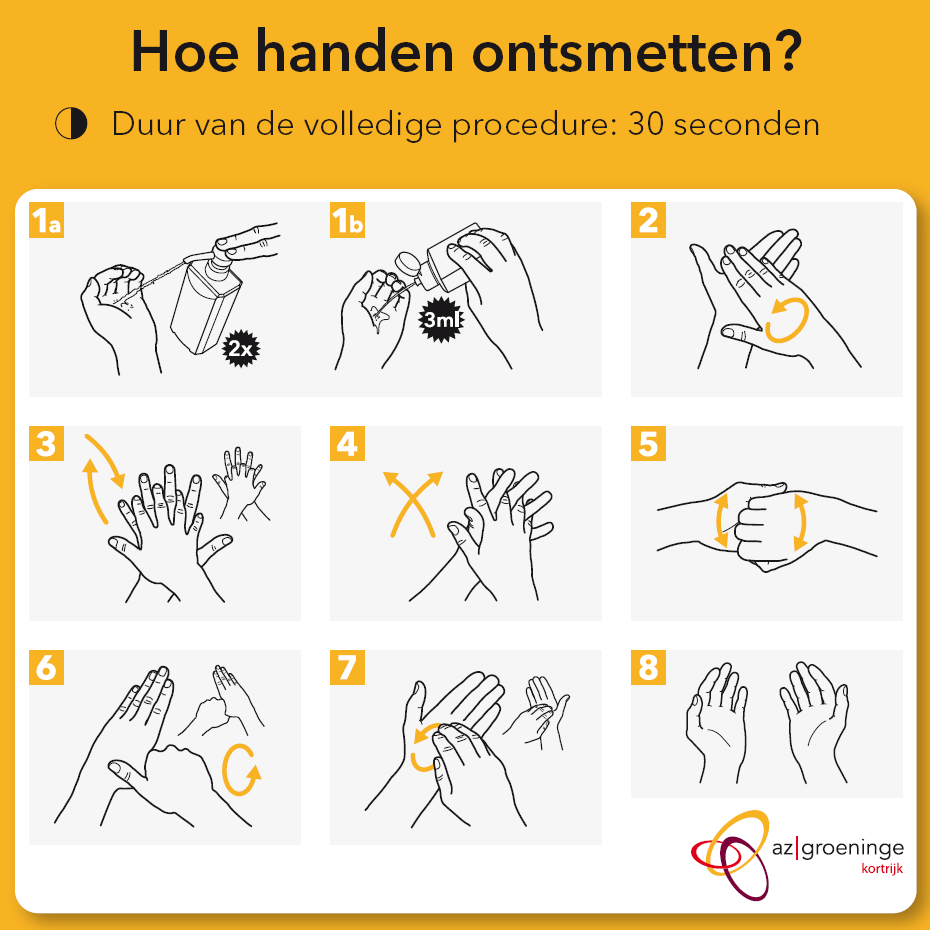 Hoe handen ontsmetten?
Duur van de volledige procedure: 30 seconden
1a
2x
1b
3ml
2
3
4
5
6
7
8
az|groeninge
kortrijk